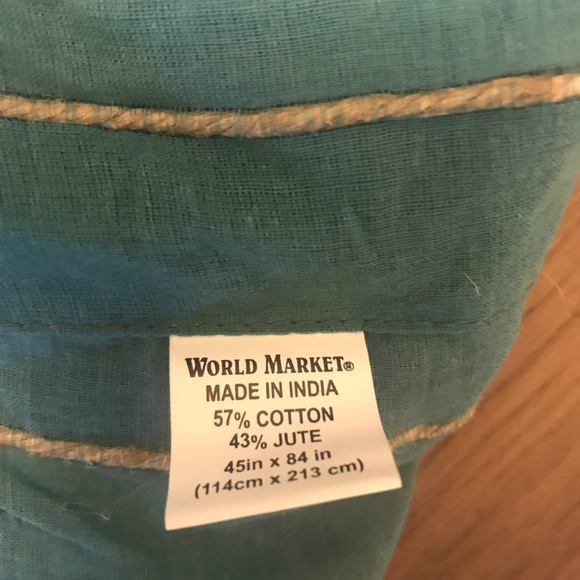 WORLD MARKET®
MADE IN INDIA
57% COTTON
43% JUTE
45in x 84 in
(114cm x 213 cm)